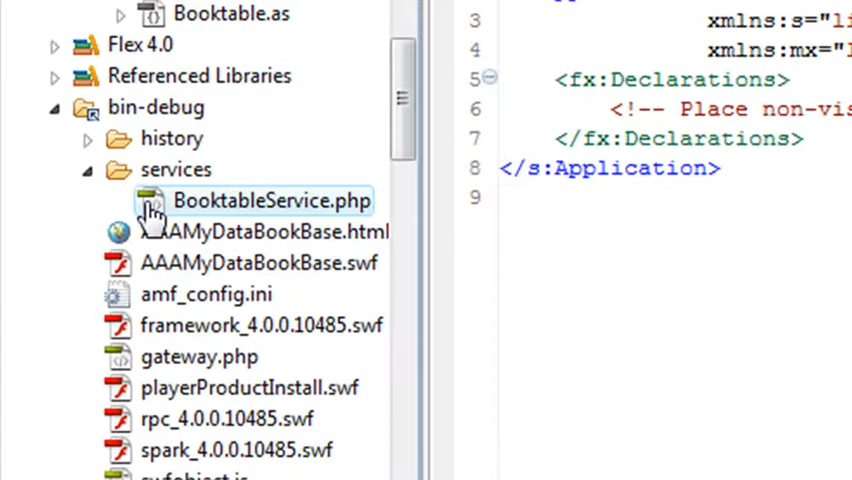 Booktable.as
Flex 4.0
Referenced Libraries
bin-debug
history
services
BooktableService.php
AAMyDataBookBase.html
AAAMyDataBookBase.swf
amf_config.ini
framework_4.0.0.10485.swf
gateway.php
playerProductInstall.swf
rpc_4.0.0.10485.swf
spark_4.0.0.10485.swf
3 xmlns:s="li
4 xmlns:mx="l
5 <fx:Declarations>
6 <!-- Place non-vis
7 </fx:Declarations>
8 </s:Application>
9